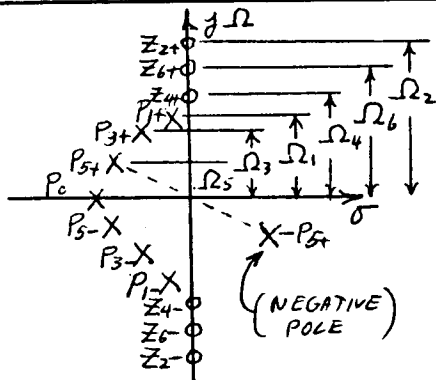 jΩ
Z2+
Z6+
Z4+
P1+
P3+
P5+
Pc
P5-
P3-
P1-
Z4-
Z6-
Z2-
Ω2
Ω6
Ω4
Ω1
Ω3
Ω5
σ
-P5+
(NEGATIVE
POLE)